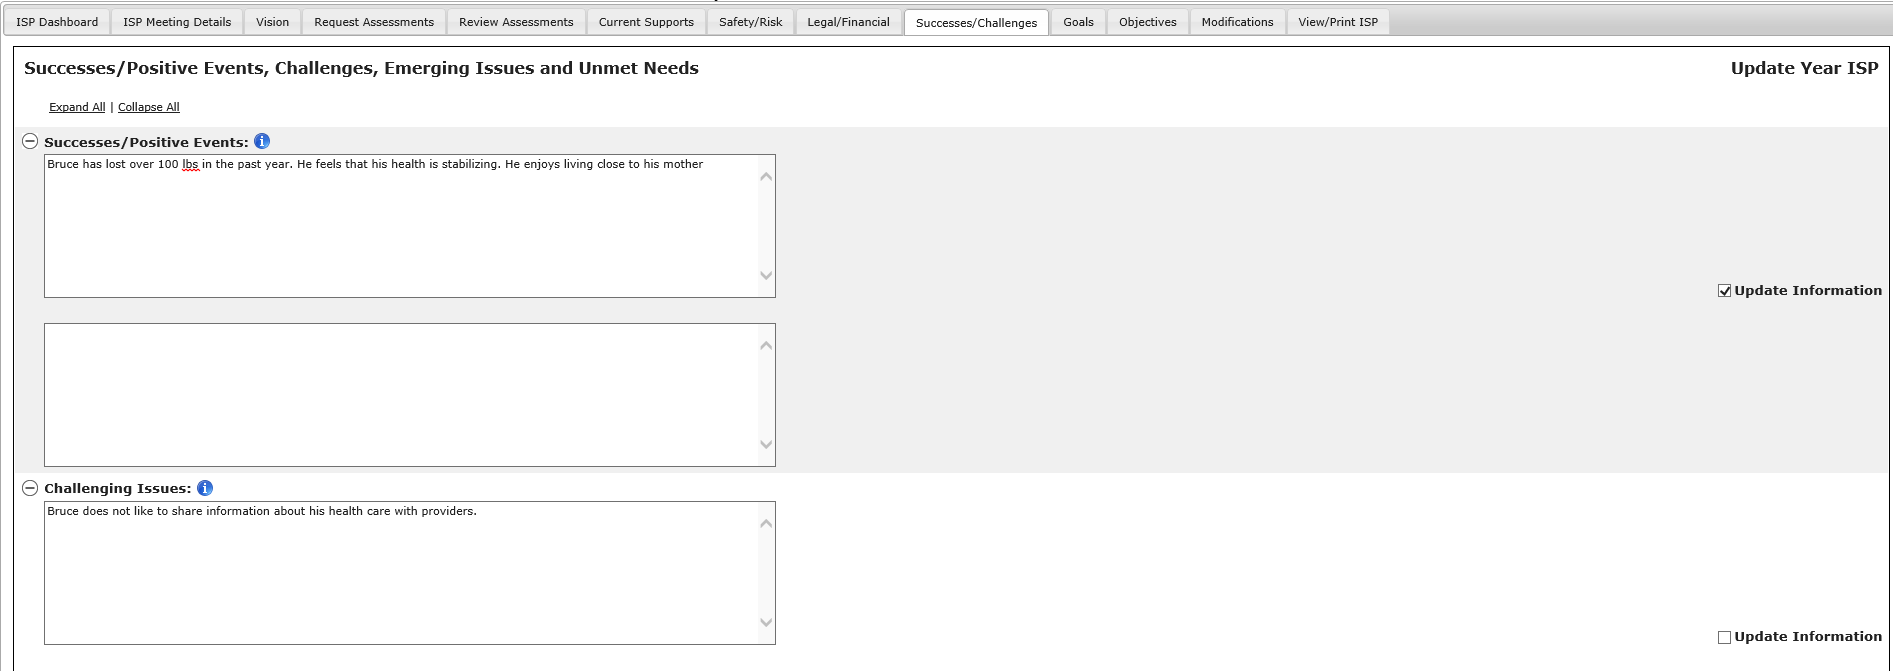 ISP Dashboard ISP Meeting Details Vision Request Assessments Review Assessments Current Supports Safety/Risk Legal/Financial Successes/Challenges Goals Objectives Modifications View/Print ISP
Successes/Positive Events, Challenges, Emerging Issues and Unmet Needs Update Year ISP
Expand All | Collapse All
Successes/Positive Events:
Bruce has lost over 100 lbs in the past year. He feels that his health is stabilizing. He enjoys living close to his mother
Update Information
Challenging Issues:
Bruce does not like to share information about his health care with providers.
Update Information